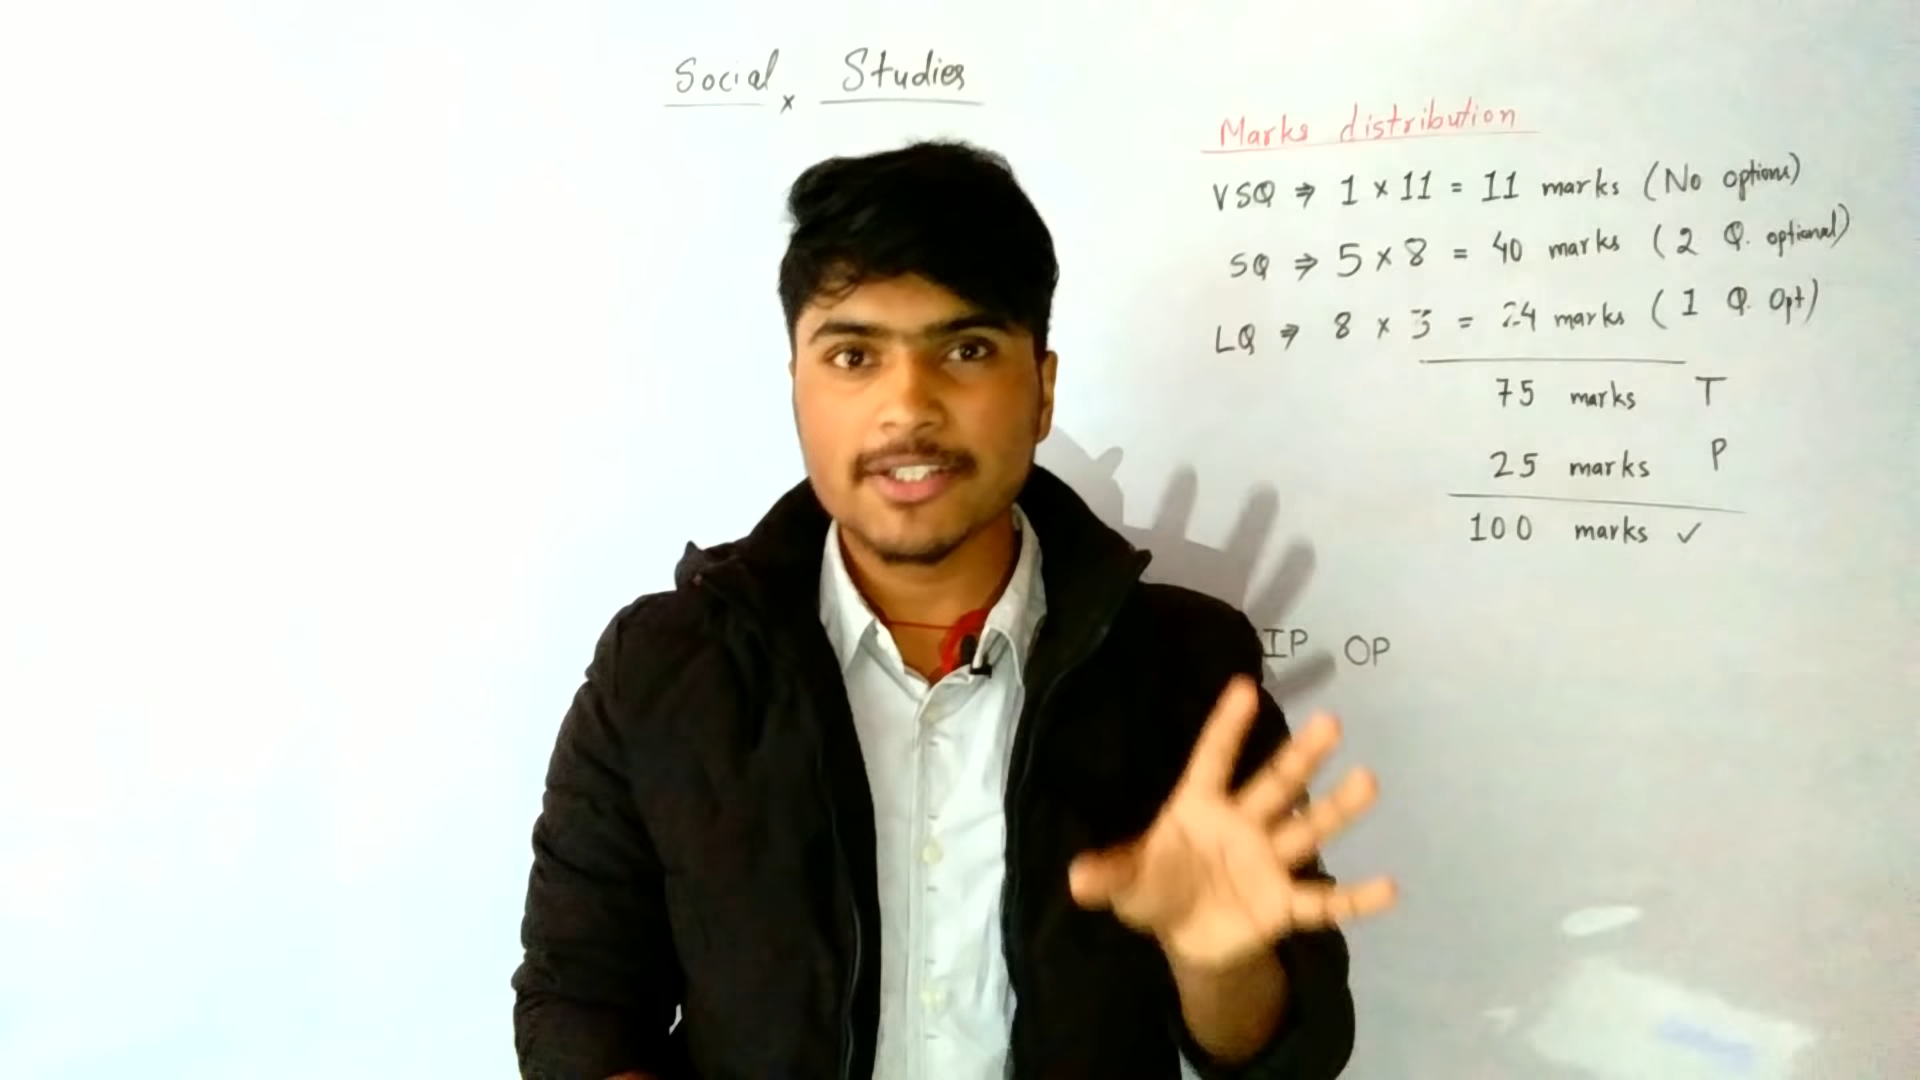 Social x Studies
Marks distribution
VSQ ⇒ 1 × 11 = 11 marks (No options)
SQ ⇒ 5 × 8 = 40 marks (2 Q. optional)
LQ ⇒ 8 × 3 = 24 marks (1 Q. Opt)
75 marks T
25 marks P
100 marks ✓
IP OP